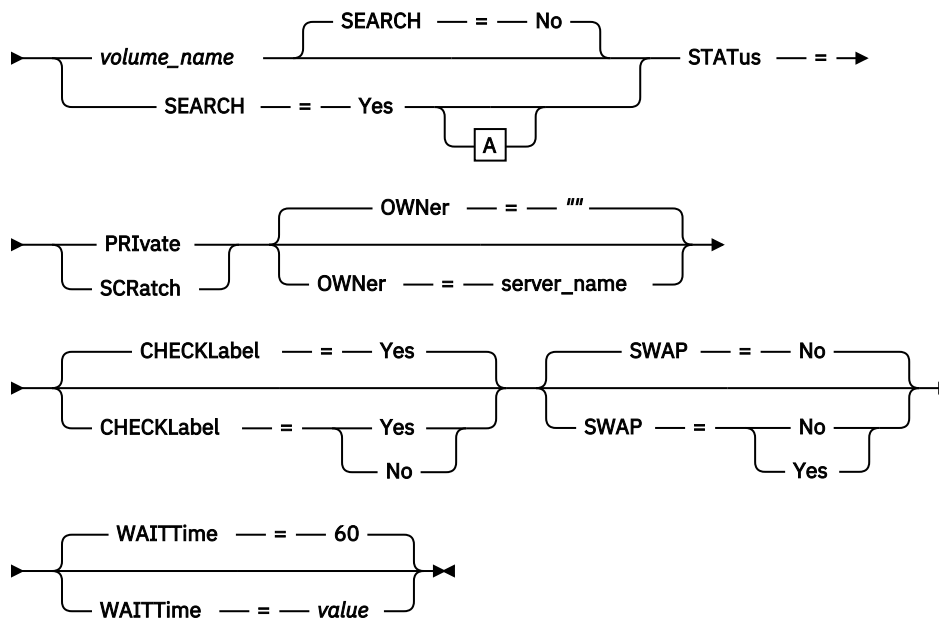 SEARCH = No
volume_name STATus =
SEARCH = Yes
A
OWNer = ""
PRIvate
SCRatch OWNer = server_name
CHECKLabel = Yes SWAP = No
CHECKLabel = Yes SWAP = No
No Yes
WAITTime = 60
WAITTime = value